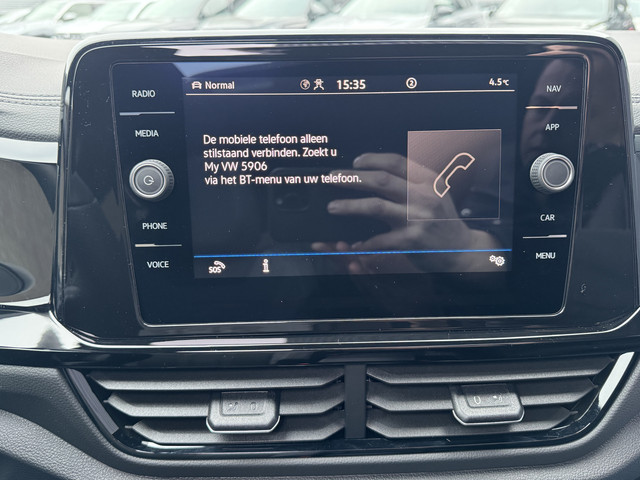 RADIO
MEDIA
PHONE
VOICE
Normal
15:35
2
4.5°C
De mobiele telefoon alleen
stilstaand verbinden. Zoekt u
My VW 5906
via het BT-menu van uw telefoon.
SOS
i
NAV
APP
CAR
MENU